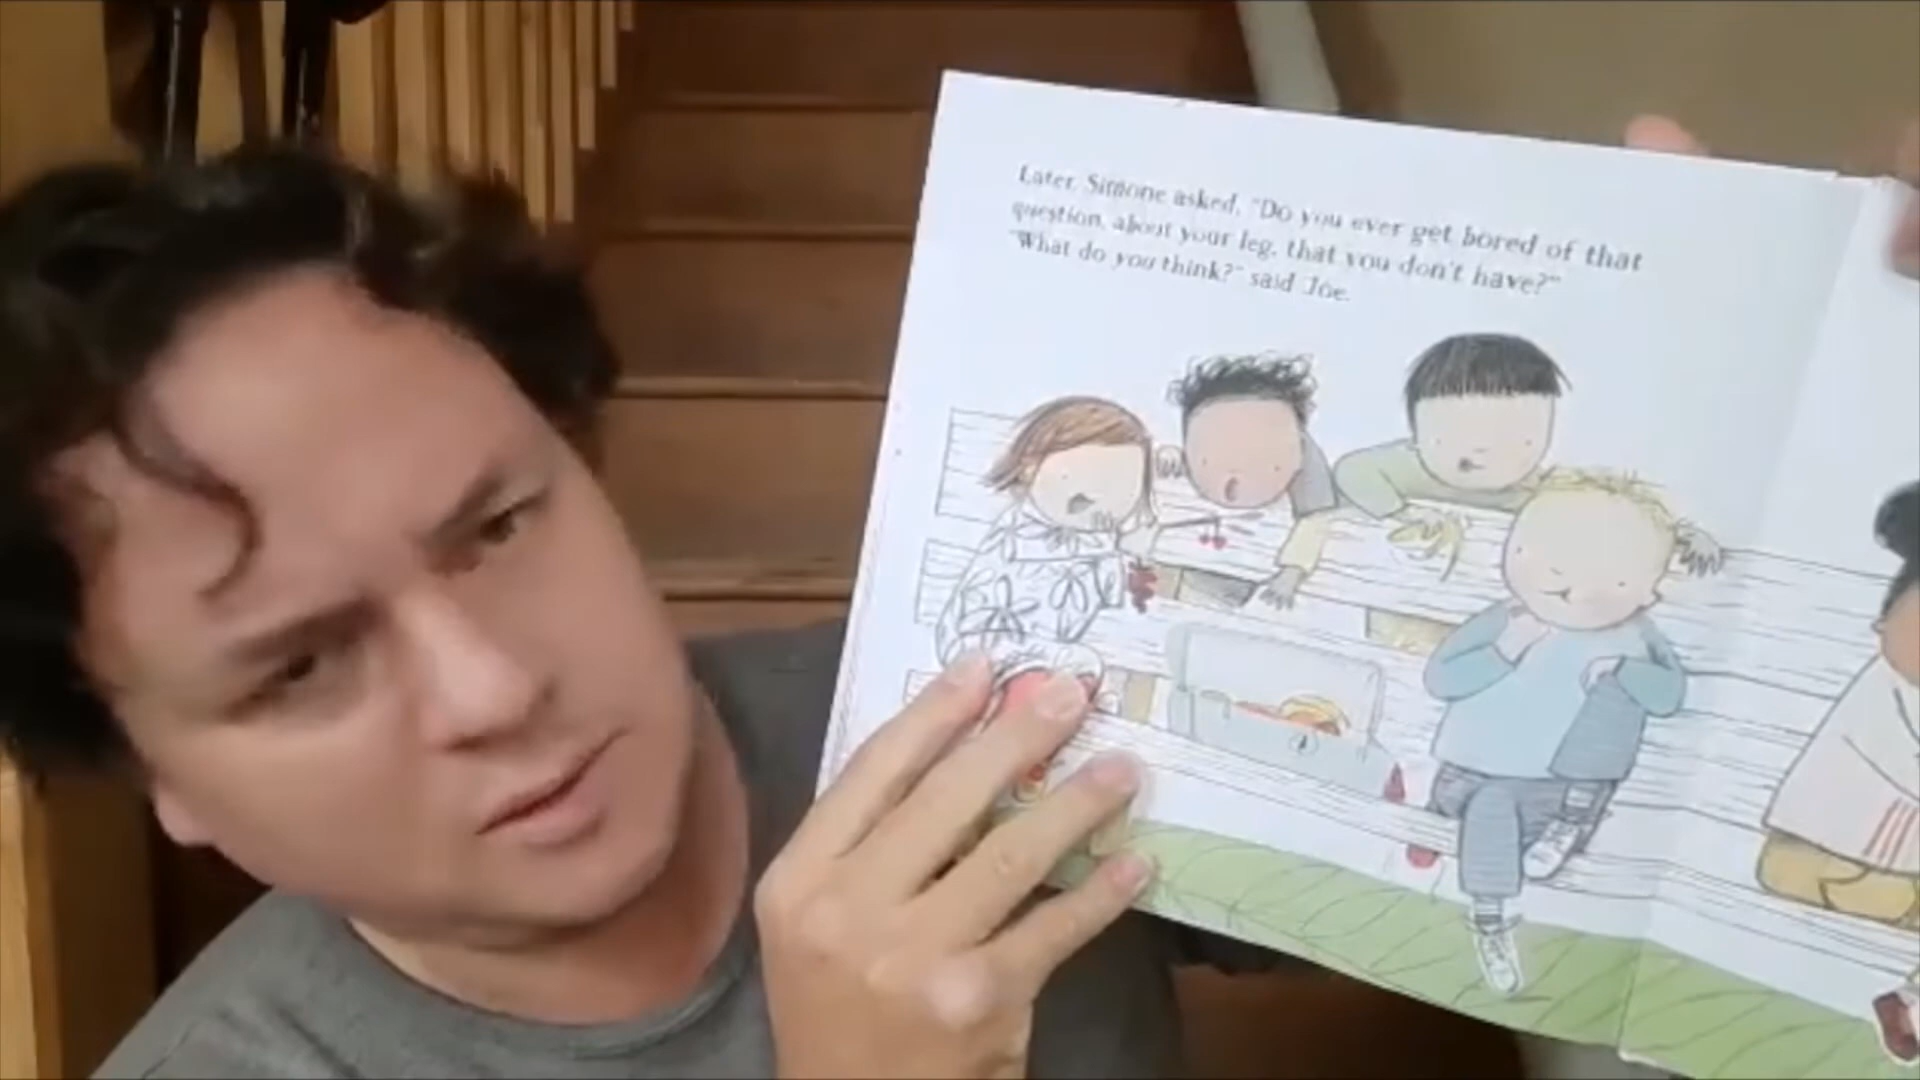 Later, Simone asked, "Do you ever get bored of that
question, about your leg, that you don't have?"
"What do you think?" said Joe.